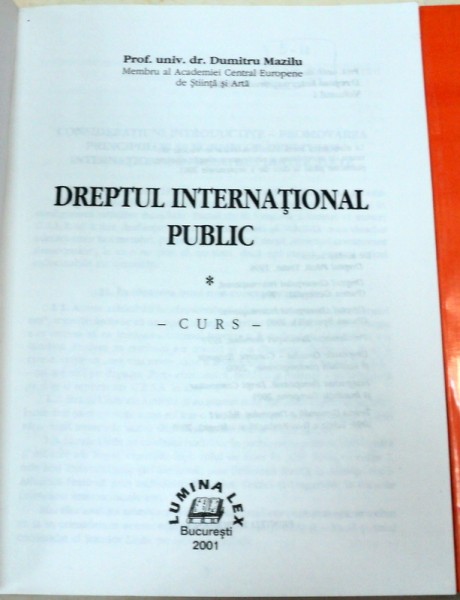 Prof. univ. dr. Dumitru Mazilu
Membru al Academiei Central Europene
de Ştiinţă şi Artă
DREPTUL INTERNAŢIONAL
PUBLIC
*
– CURS –
LUMINA LEX
Bucureşti
2001